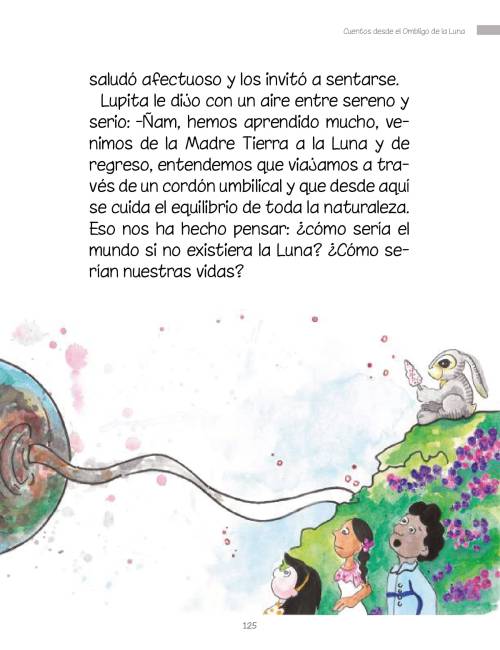 Cuentos desde el Ombligo de la Luna
saludó afectuoso y los invitó a sentarse.
Lupita le dijo con un aire entre sereno y
serio: -Ñam, hemos aprendido mucho, ve-
nimos de la Madre Tierra a la Luna y de
regreso, entendemos que viajamos a tra-
vés de un cordón umbilical y que desde aquí
se cuida el equilibrio de toda la naturaleza.
Eso nos ha hecho pensar: ¿cómo sería el
mundo si no existiera la Luna? ¿Cómo se-
rían nuestras vidas?
125